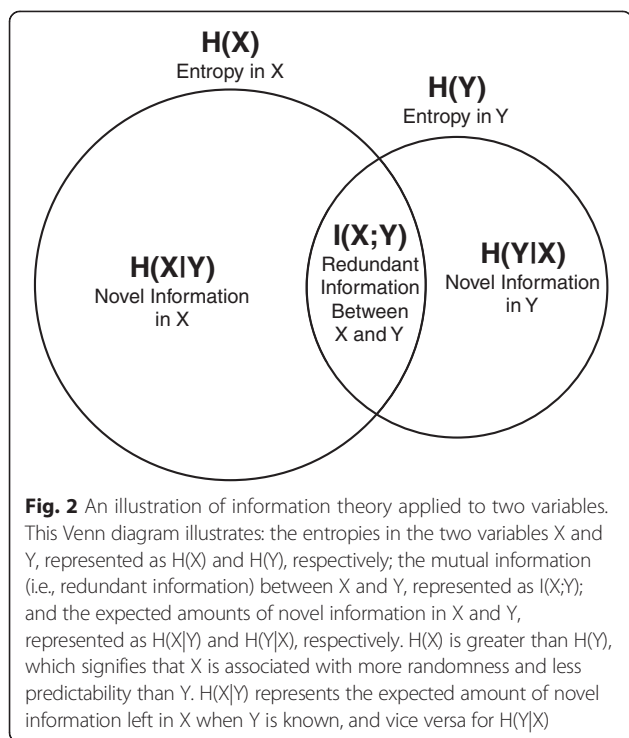 H(X)
Entropy in X
H(Y)
Entropy in Y
I(X;Y)
Redundant
Information
Between
X and Y
H(X|Y)
Novel Information
in X
H(Y|X)
Novel Information
in Y
Fig. 2 An illustration of information theory applied to two variables.
This Venn diagram illustrates: the entropies in the two variables X and
Y, represented as H(X) and H(Y), respectively; the mutual information
(i.e., redundant information) between X and Y, represented as I(X;Y);
and the expected amounts of novel information in X and Y,
represented as H(X|Y) and H(Y|X), respectively. H(X) is greater than H(Y),
which signifies that X is associated with more randomness and less
predictability than Y. H(X|Y) represents the expected amount of novel
information left in X when Y is known, and vice versa for H(Y|X)